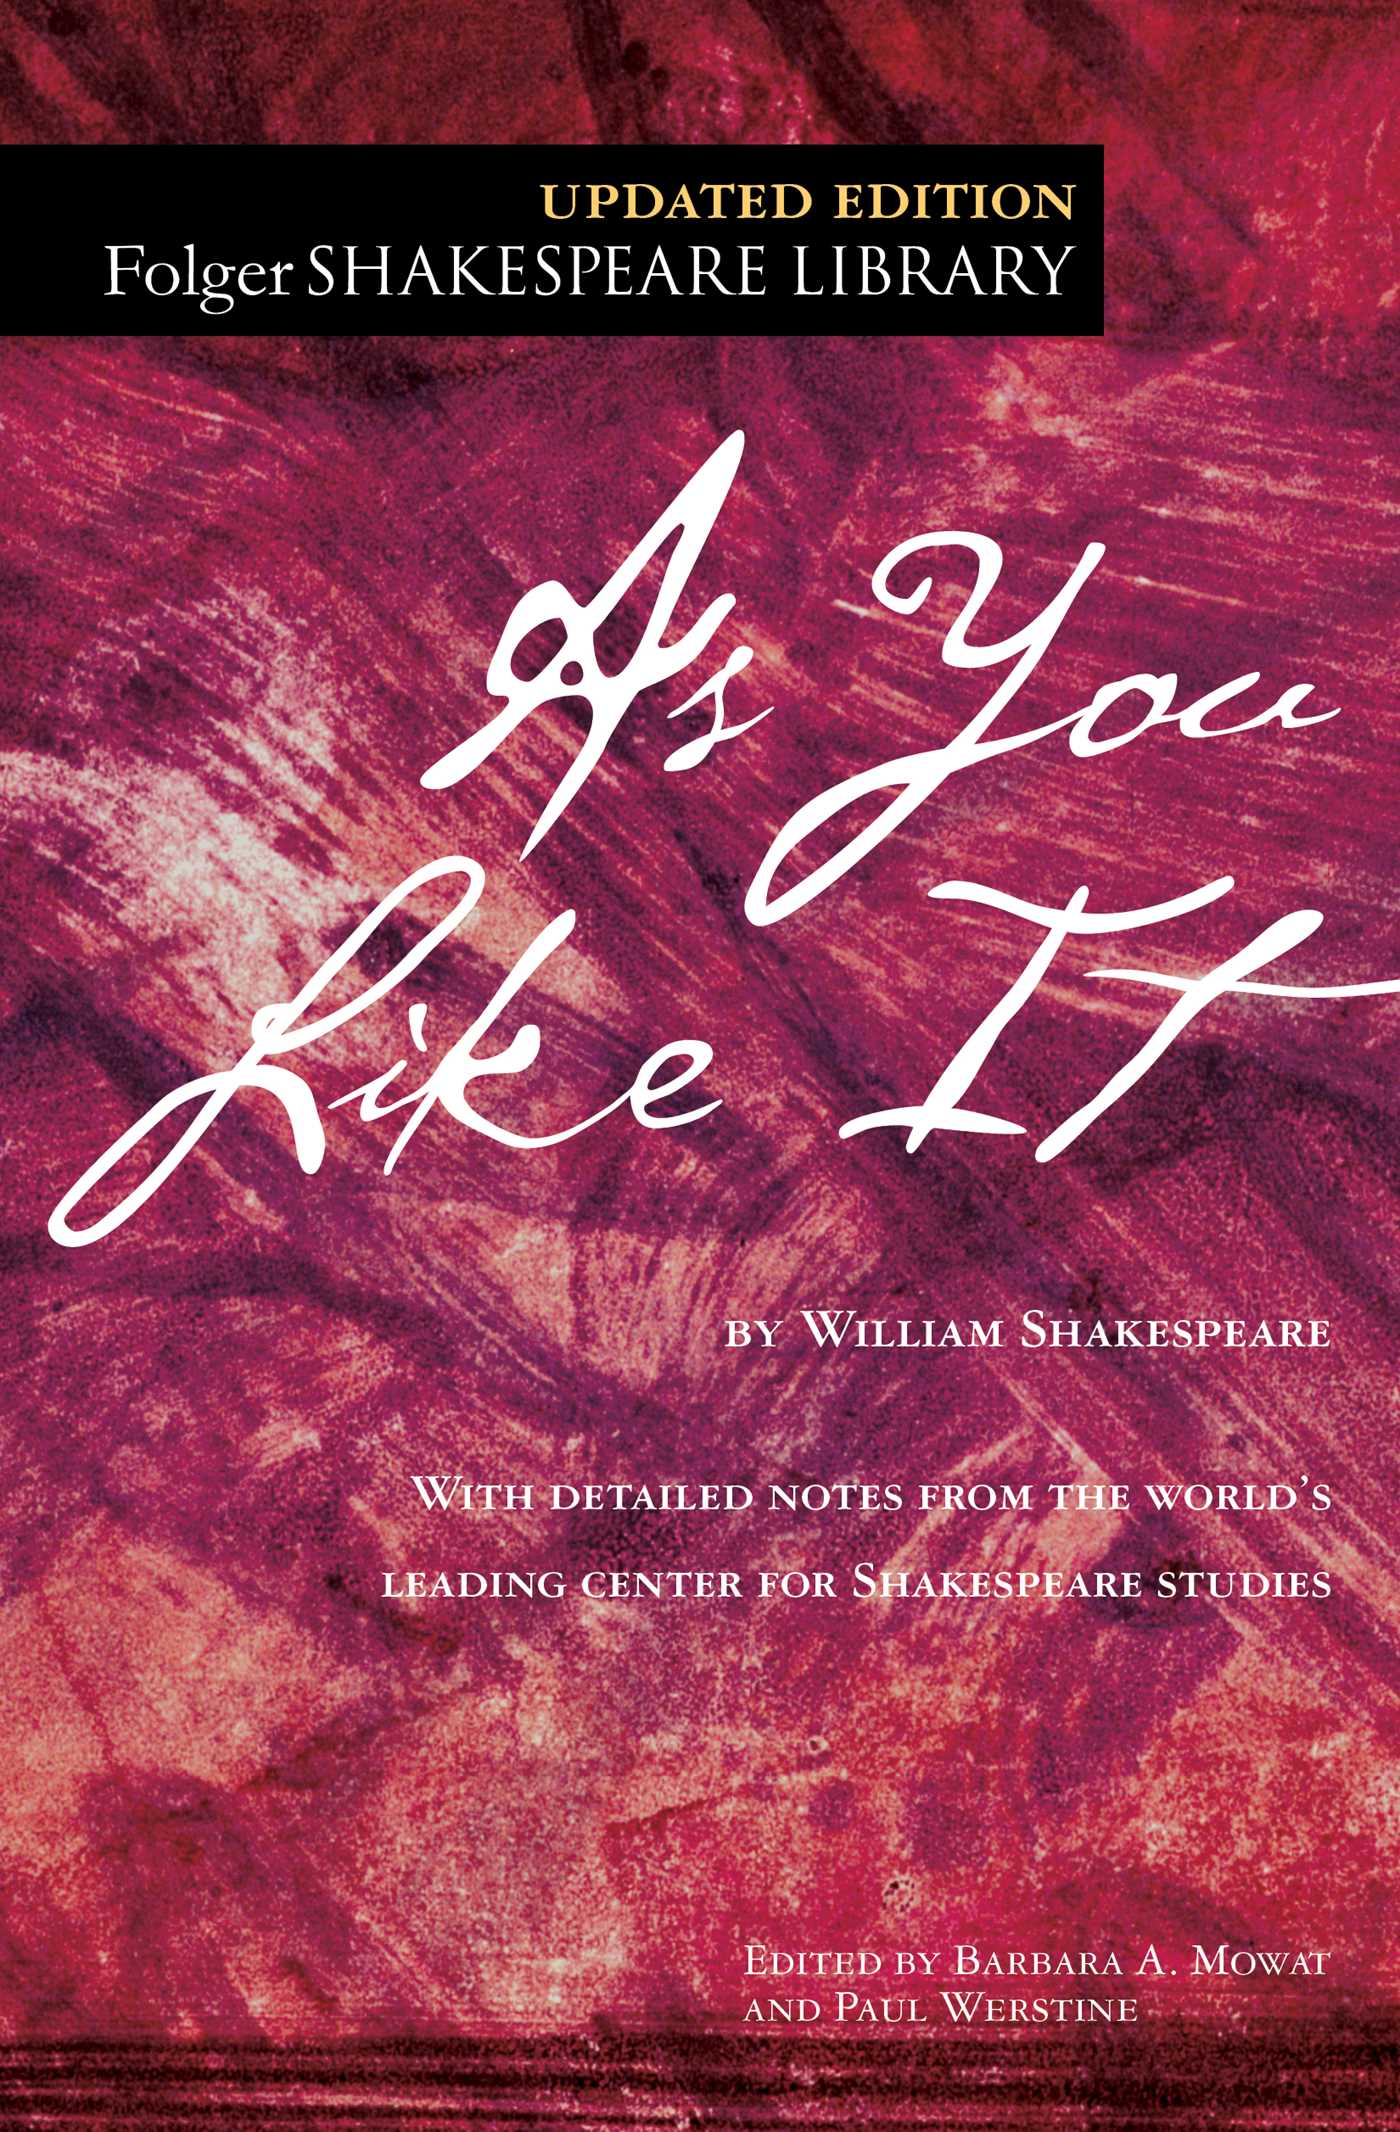 UPDATED EDITION
Folger SHAKESPEARE LIBRARY
As You
Like It
BY WILLIAM SHAKESPEARE
WITH DETAILED NOTES FROM THE WORLD'S
LEADING CENTER FOR SHAKESPEARE STUDIES
EDITED BY BARBARA A. MOWAT
AND PAUL WERSTINE